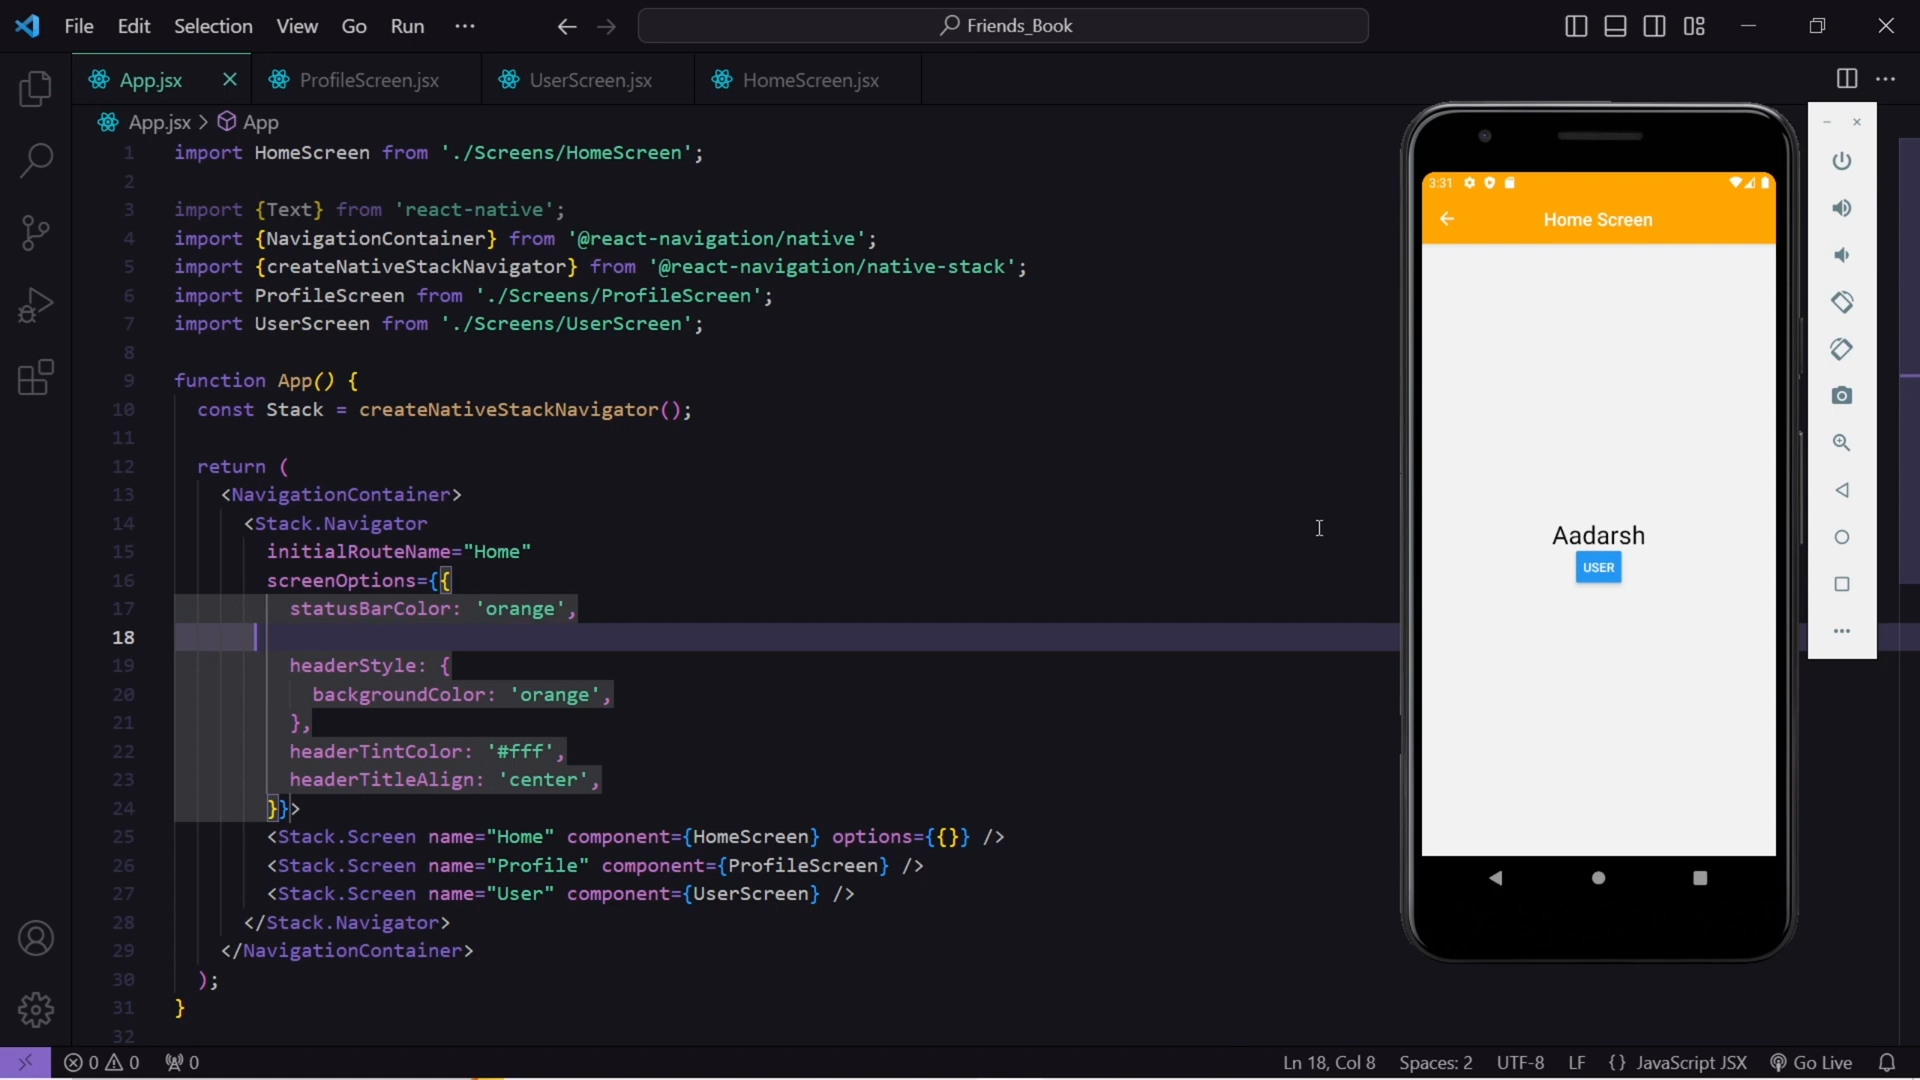 File Edit Selection View Go Run ···
Friends_Book
App.jsx ProfileScreen.jsx UserScreen.jsx HomeScreen.jsx
App.jsx > App
1 import HomeScreen from './Screens/HomeScreen';
2
3 import {Text} from 'react-native';
4 import {NavigationContainer} from '@react-navigation/native';
5 import {createNativeStackNavigator} from '@react-navigation/native-stack';
6 import ProfileScreen from './Screens/ProfileScreen';
7 import UserScreen from './Screens/UserScreen';
8
9 function App() {
10 const Stack = createNativeStackNavigator();
11
12 return (
13 <NavigationContainer>
14 <Stack.Navigator
15 initialRouteName="Home"
16 screenOptions={{
17 statusBarColor: 'orange',
18
19 headerStyle: {
20 backgroundColor: 'orange',
21 },
22 headerTintColor: '#fff',
23 headerTitleAlign: 'center',
24 }}>
25 <Stack.Screen name="Home" component={HomeScreen} options={{}} />
26 <Stack.Screen name="Profile" component={ProfileScreen} />
27 <Stack.Screen name="User" component={UserScreen} />
28 </Stack.Navigator>
29 </NavigationContainer>
30 );
31 }
32
3:31
Home Screen
Aadarsh
USER
0 0 0 Ln 18, Col 8 Spaces: 2 UTF-8 LF {} JavaScript JSX Go Live